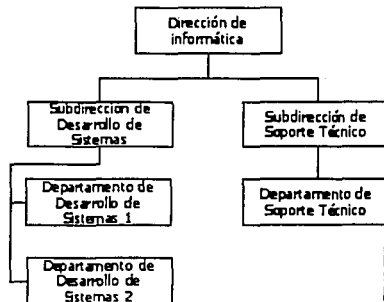 Dirección de
informática
Subdirección de
Desarrollo de
Sistemas
Subdirección de
Soporte Técnico
Departamento de
Desarrollo de
Sistemas 1
Departamento de
Soporte Técnico
Departamento de
Desarrollo de
Sistemas 2